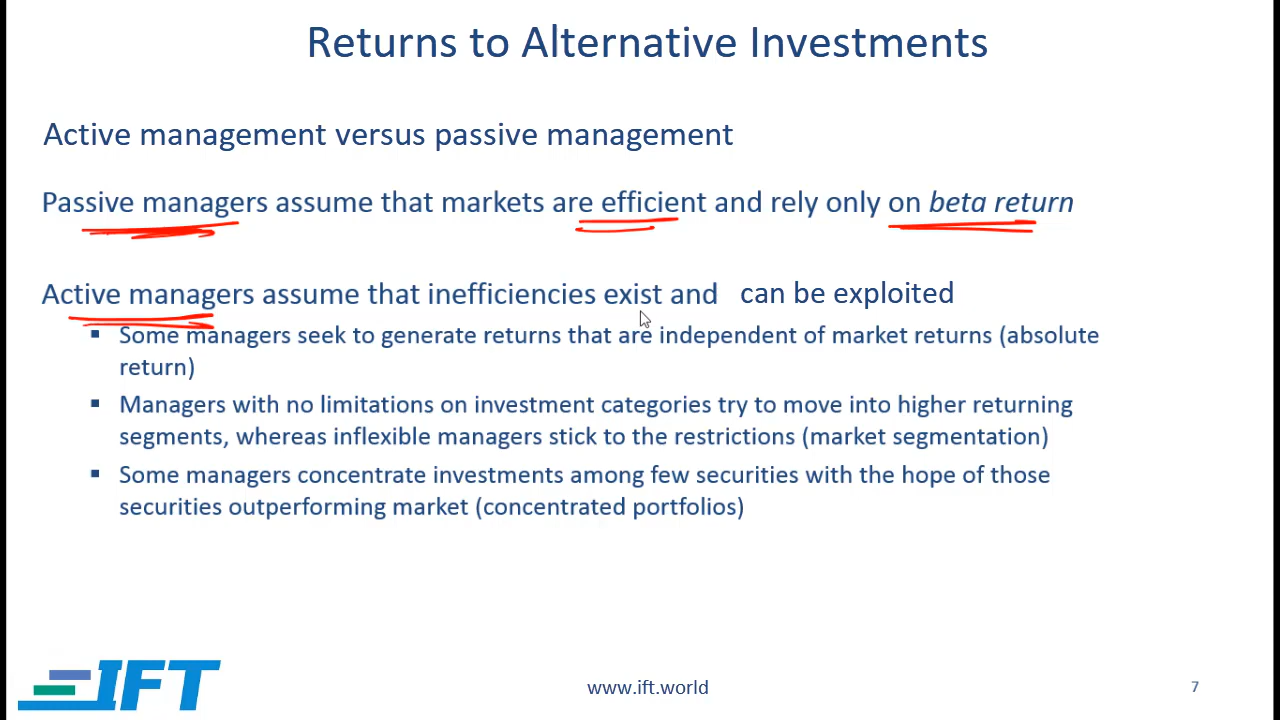 Returns to Alternative Investments
Active management versus passive management
Passive managers assume that markets are efficient and rely only on beta return
Active managers assume that inefficiencies exist and can be exploited
▪ Some managers seek to generate returns that are independent of market returns (absolute
return)
▪ Managers with no limitations on investment categories try to move into higher returning
segments, whereas inflexible managers stick to the restrictions (market segmentation)
▪ Some managers concentrate investments among few securities with the hope of those
securities outperforming market (concentrated portfolios)
IFT
www.ift.world
7